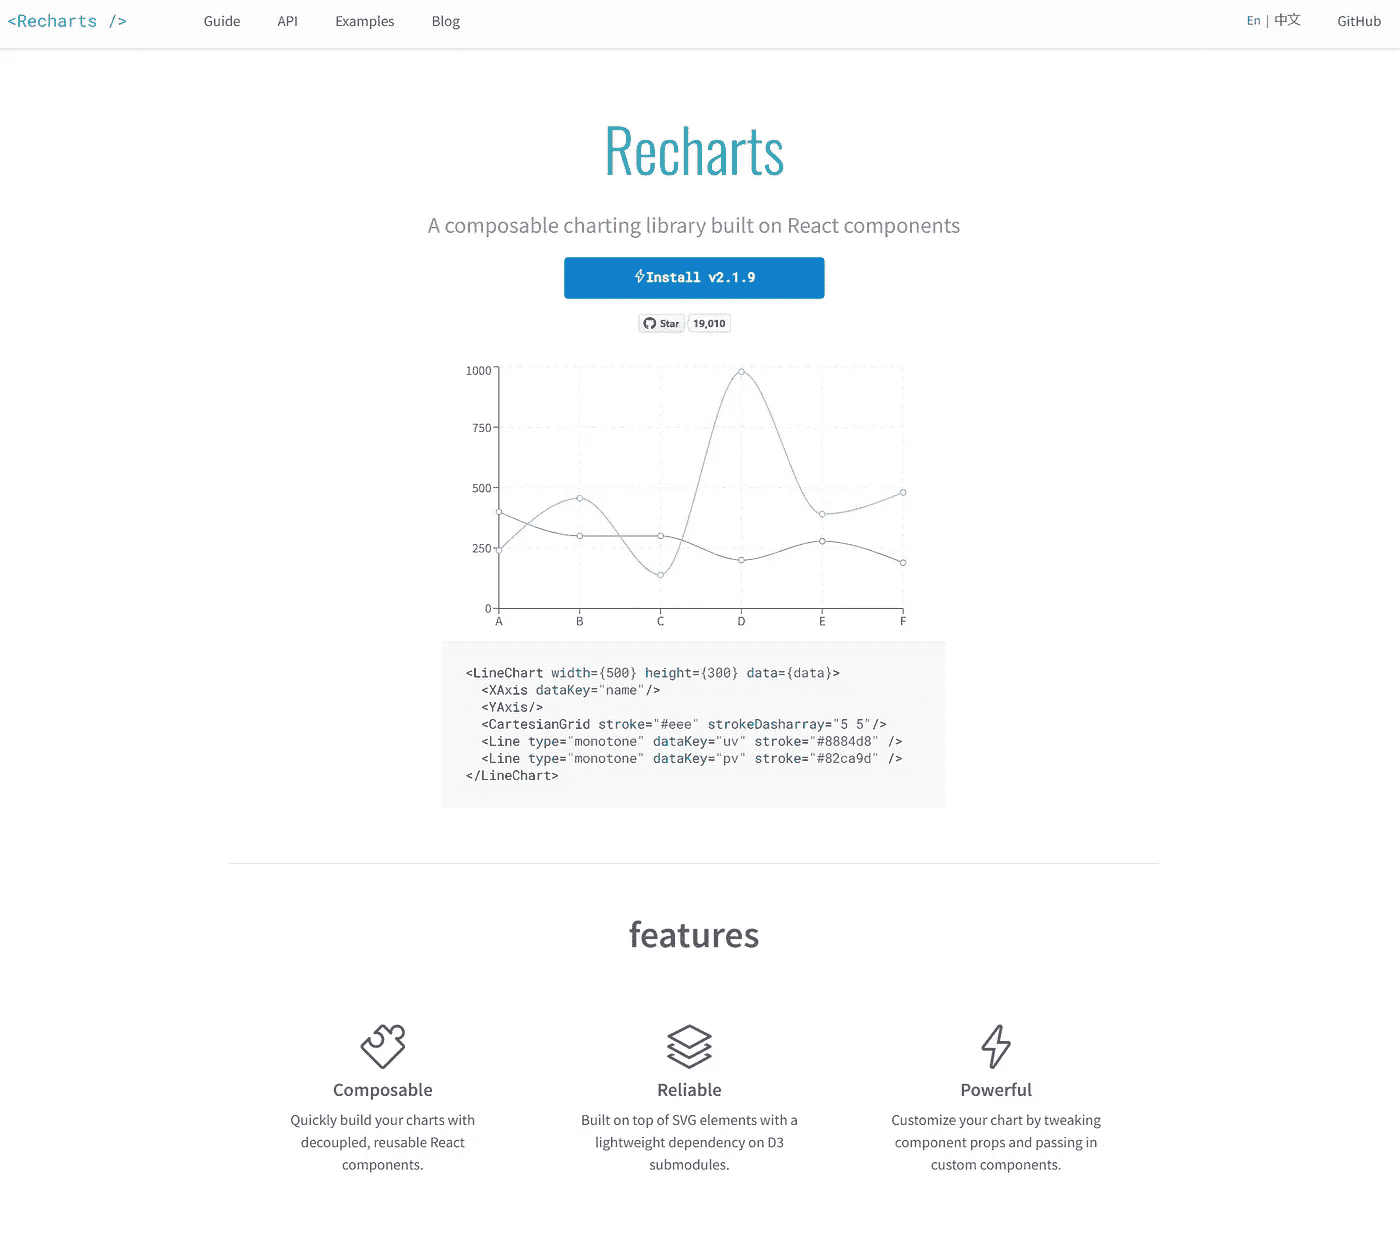 <Recharts />
Guide
API
Examples
Blog
En | 中文
GitHub
Recharts
A composable charting library built on React components
Install v2.1.9
Star
19,010
1000
750
500
250
0
A
B
C
D
E
F
<LineChart width={500} height={300} data={data}>
  <XAxis dataKey="name"/>
  <YAxis/>
  <CartesianGrid stroke="#eee" strokeDasharray="5 5"/>
  <Line type="monotone" dataKey="uv" stroke="#8884d8" />
  <Line type="monotone" dataKey="pv" stroke="#82ca9d" />
</LineChart>
features
Composable
Quickly build your charts with
decoupled, reusable React
components.
Reliable
Built on top of SVG elements with a
lightweight dependency on D3
submodules.
Powerful
Customize your chart by tweaking
component props and passing in
custom components.